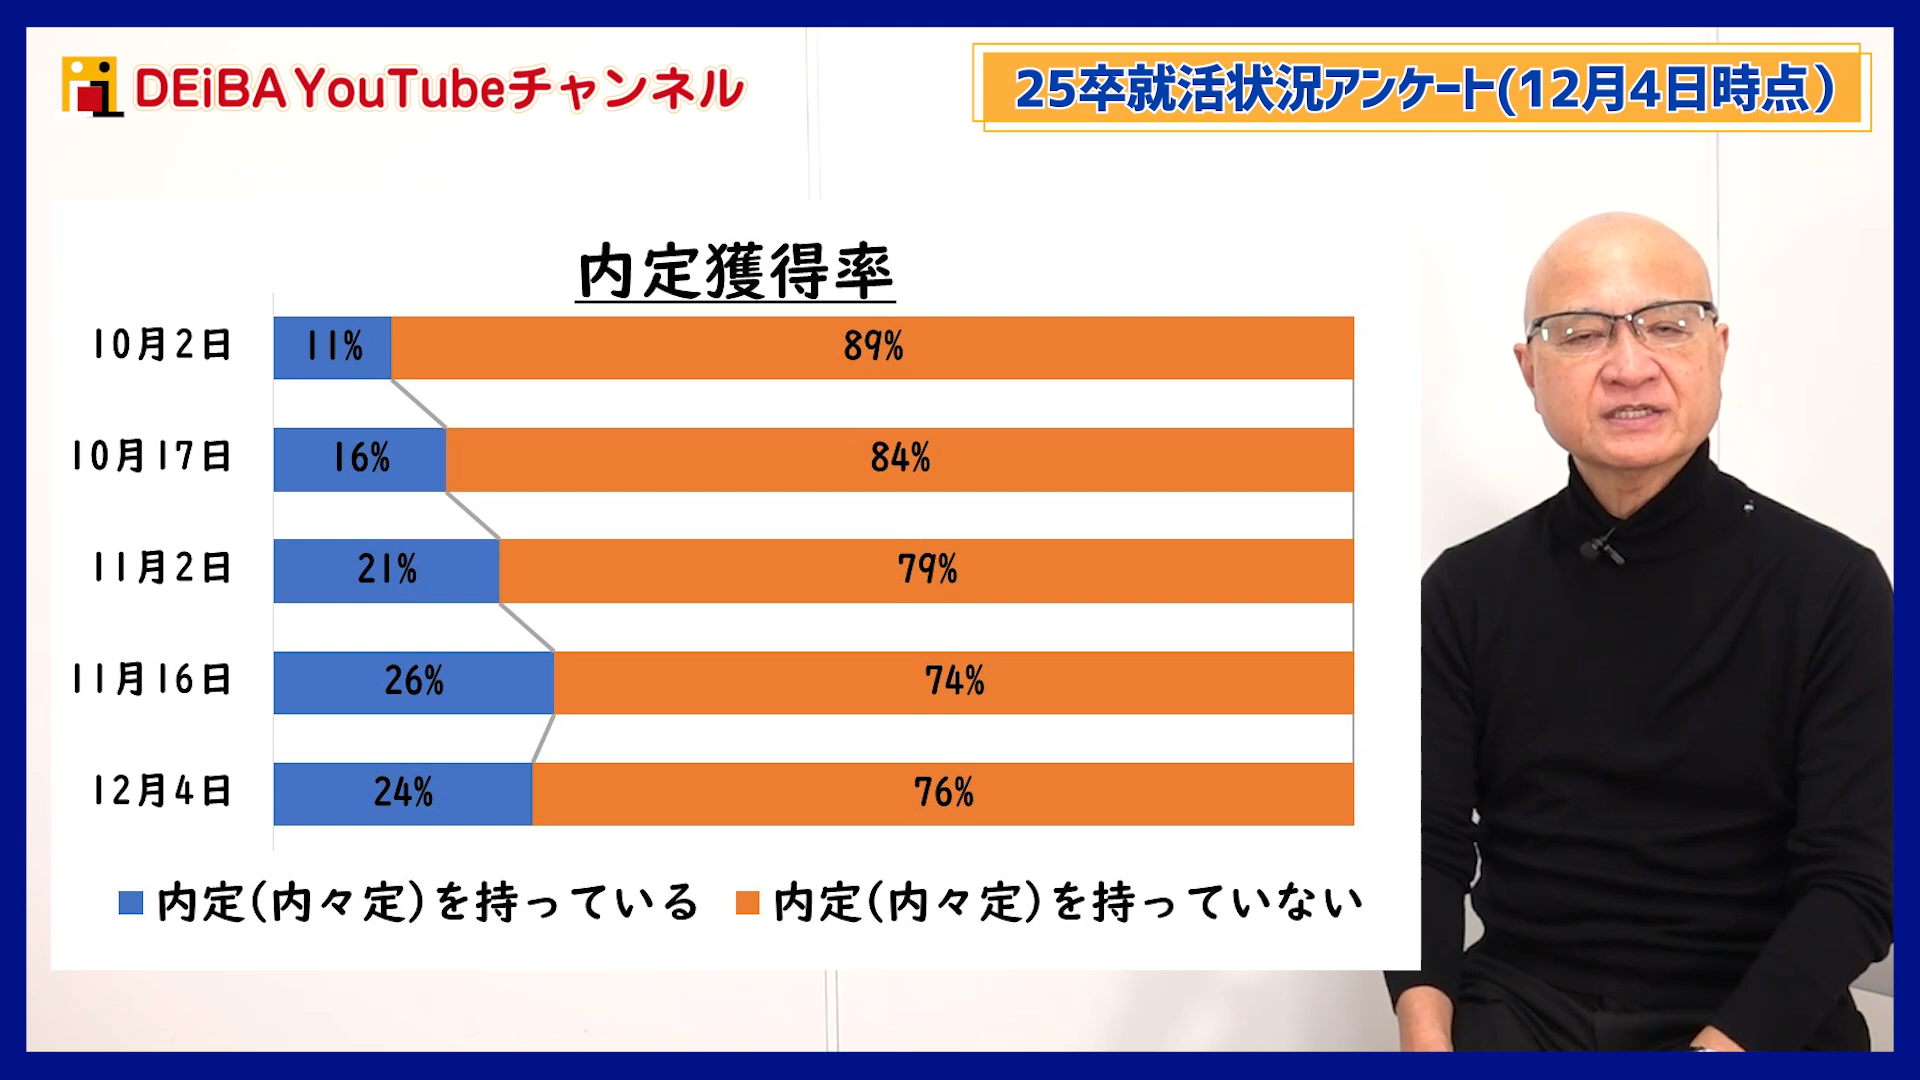 DEiBA YouTubeチャンネル
25卒就活状況アンケート(12月4日時点)
内定獲得率
10月2日 11% 89%
10月17日 16% 84%
11月2日 21% 79%
11月16日 26% 74%
12月4日 24% 76%
内定(内々定)を持っている 内定(内々定)を持っていない